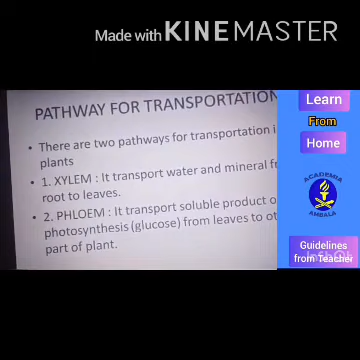 Made with KINEMASTER
PATHWAY FOR TRANSPORTATION
There are two pathways for transportation
plants
1. XYLEM : It transport water and mineral
root to leaves.
2. PHLOEM : It transport soluble product
photosynthesis (glucose) from leaves to
part of plant.
Learn
From
Home
ACADEMIA
AMBALA
Guidelines
from Teacher